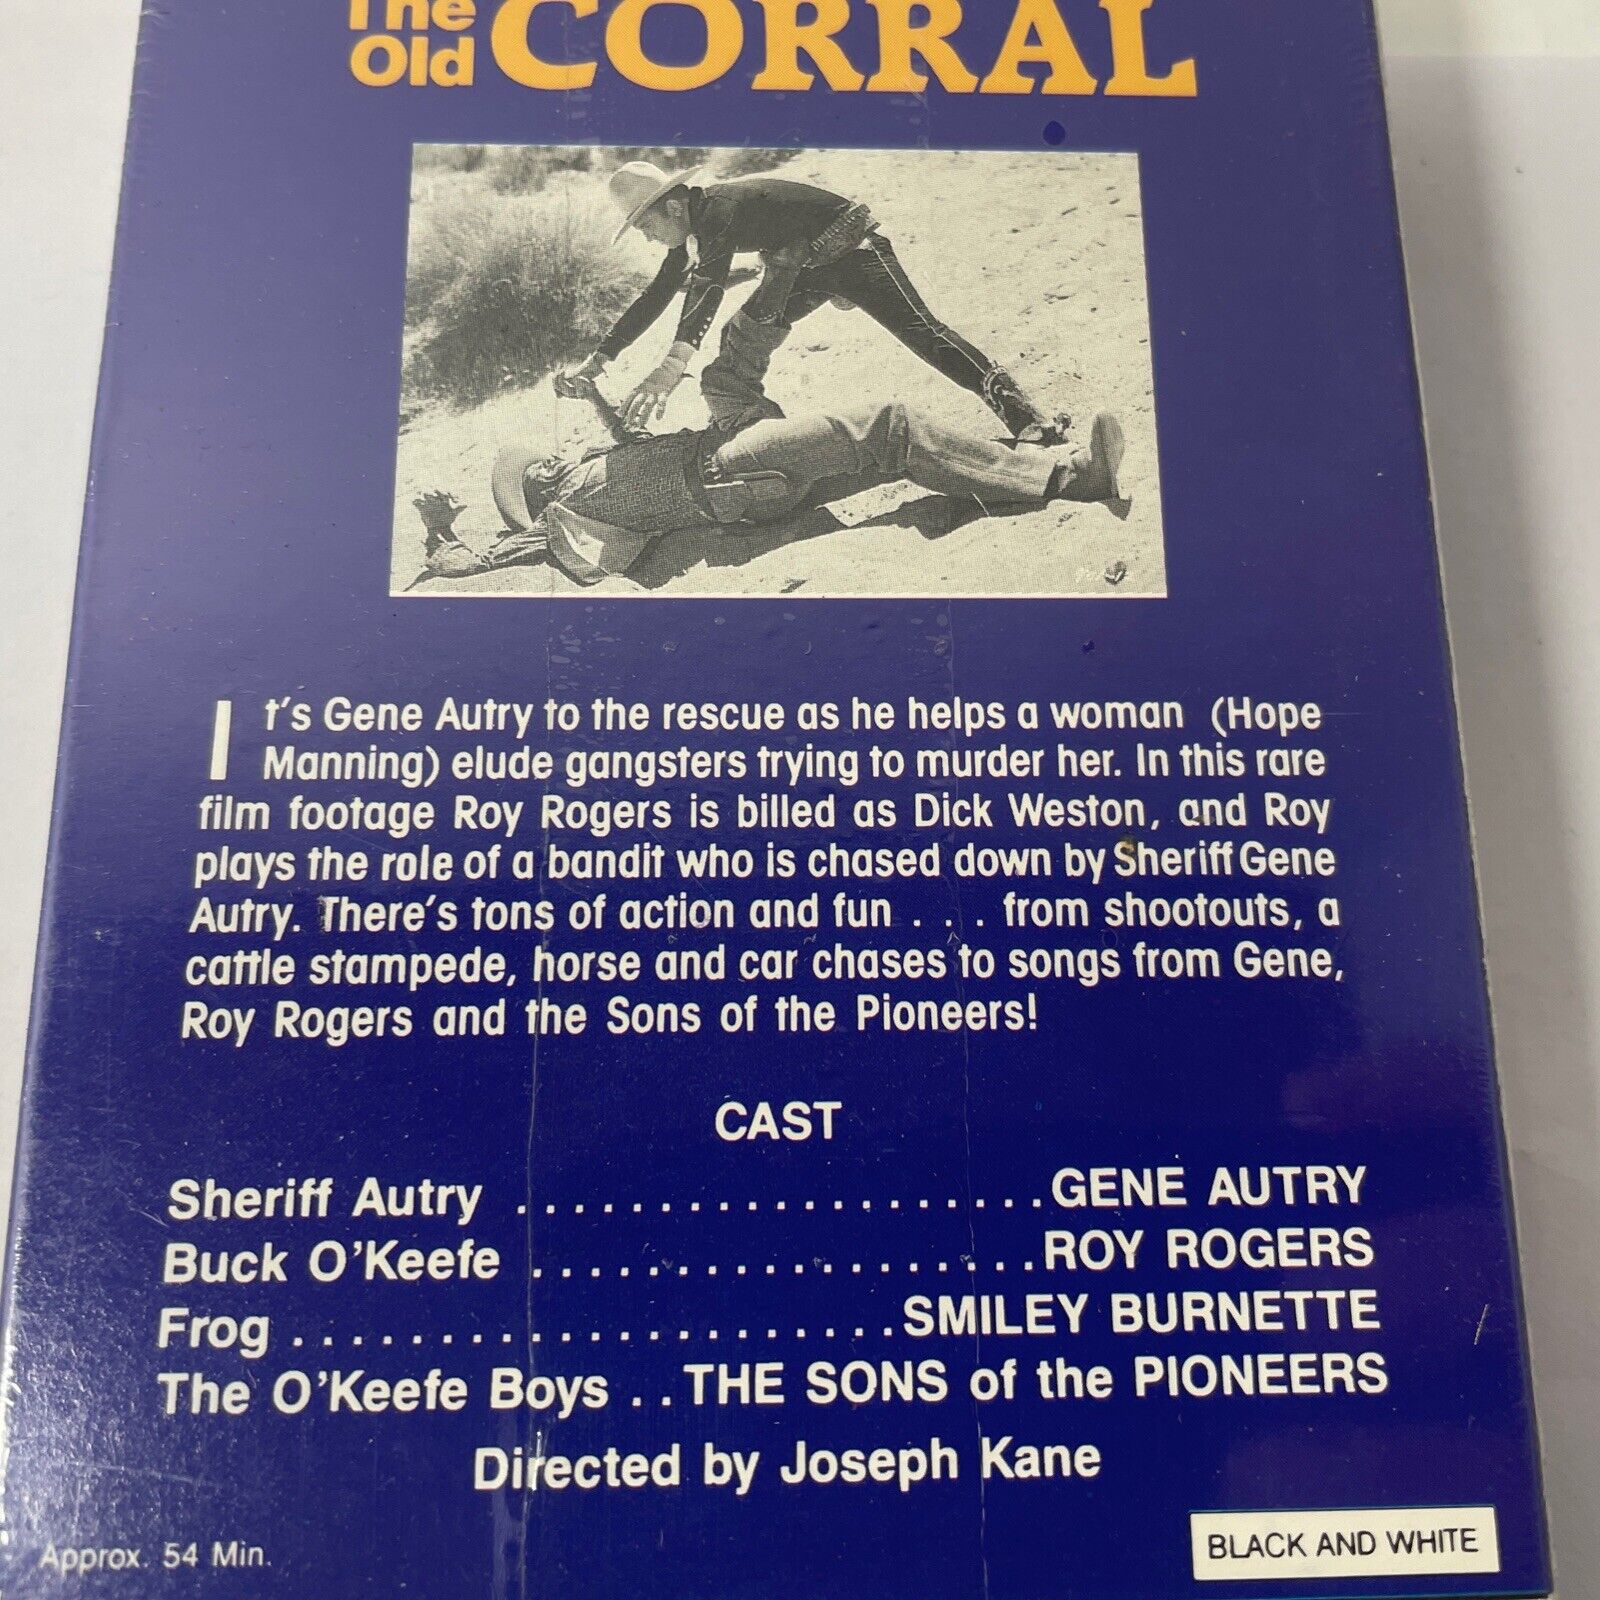 The
Old CORRAL
It's Gene Autry to the rescue as he helps a woman (Hope
Manning) elude gangsters trying to murder her. In this rare
film footage Roy Rogers is billed as Dick Weston, and Roy
plays the role of a bandit who is chased down by Sheriff Gene
Autry. There's tons of action and fun . . . from shootouts, a
cattle stampede, horse and car chases to songs from Gene,
Roy Rogers and the Sons of the Pioneers!
CAST
Sheriff Autry . . . . . . . . . . . . . . . . . . . GENE AUTRY
Buck O'Keefe . . . . . . . . . . . . . . . . . . ROY ROGERS
Frog . . . . . . . . . . . . . . . . . . . . . SMILEY BURNETTE
The O'Keefe Boys . . THE SONS of the PIONEERS
Directed by Joseph Kane
Approx. 54 Min.
BLACK AND WHITE